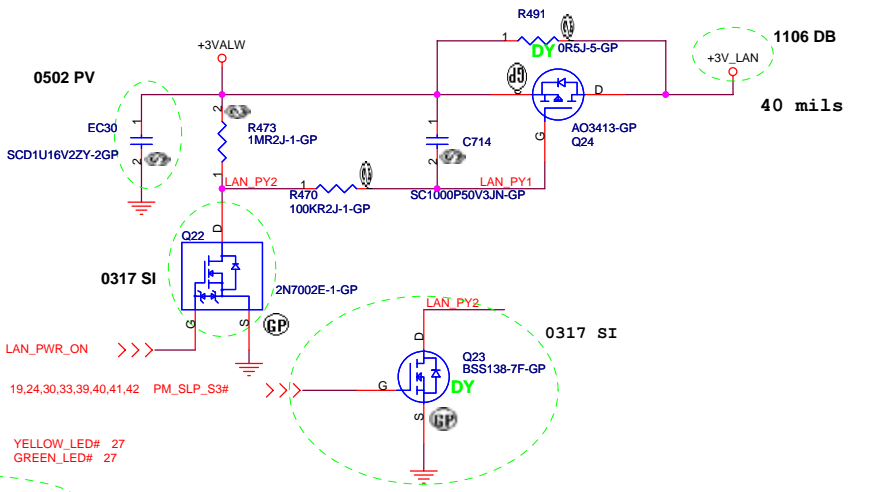 R491
1106 DB
+3VALW
1
DY
0R5J-5-GP
+3V_LAN
0502 PV
D
40 mils
1
2
1
EC30
R473
1MR2J-1-GP
C714
AO3413-GP
Q24
G
SCD1U16V2ZY-2GP
2
1
2
LAN_PY2
1
R470
100KR2J-1-GP
LAN_PY1
SC1000P50V3JN-GP
Q22
D
0317 SI
2N7002E-1-GP
G
S
GP
LAN_PY2
0317 SI
LAN_PWR_ON
D
Q23
BSS138-7F-GP
DY
19,24,30,33,39,40,41,42 PM_SLP_S3#
G
S
GP
YELLOW_LED# 27
GREEN_LED# 27